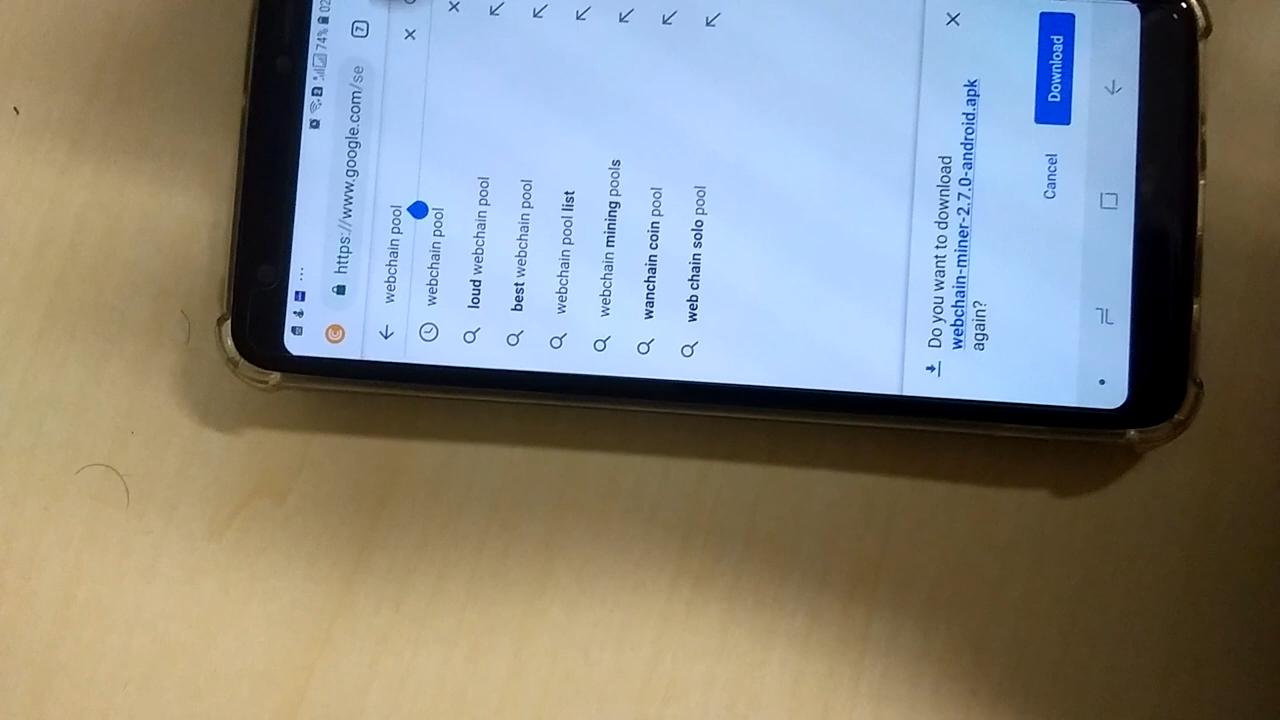 74% 02
https://www.google.com/se
7
webchain pool
webchain pool
loud webchain pool
best webchain pool
webchain pool list
webchain mining pools
wanchain coin pool
web chain solo pool
Do you want to download
webchain-miner-2.7.0-android.apk
again?
Cancel
Download